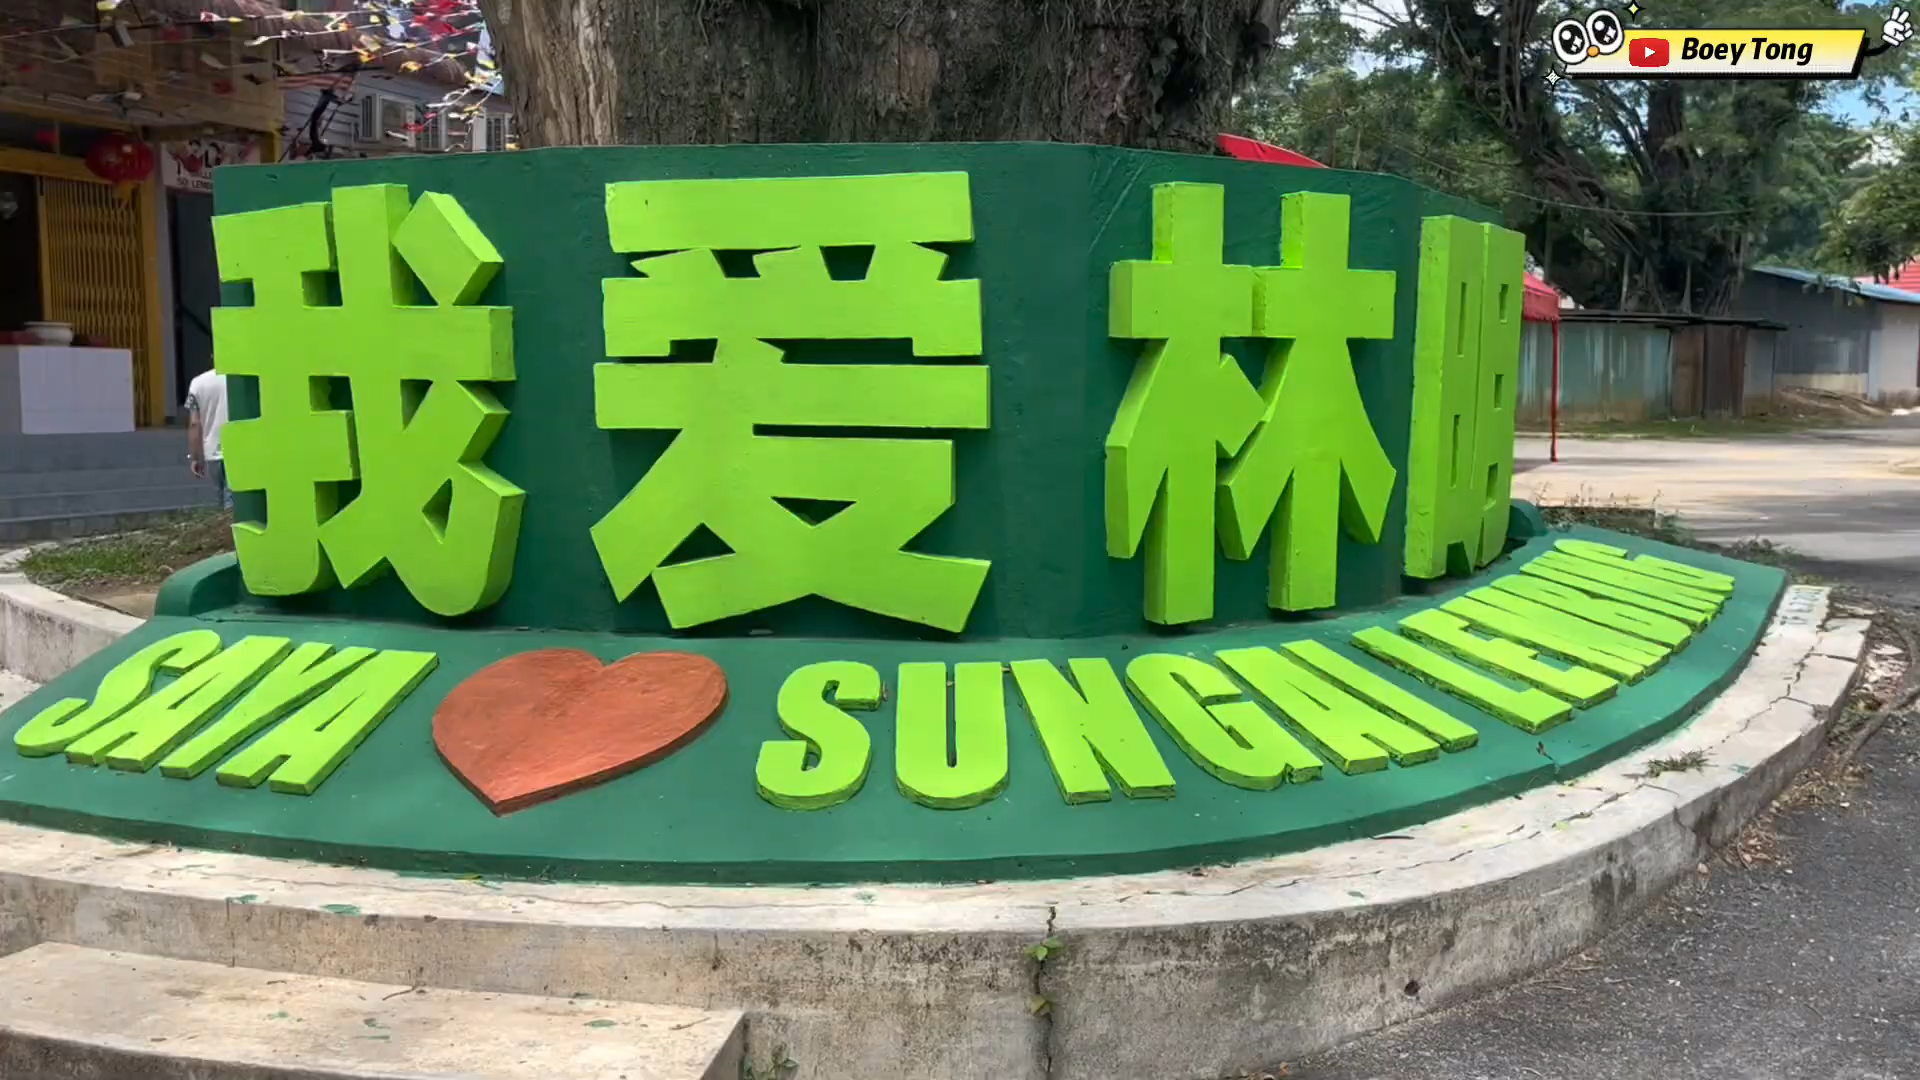 Boey Tong
我爱林明
SAYA ❤ SUNGAI LEMBING